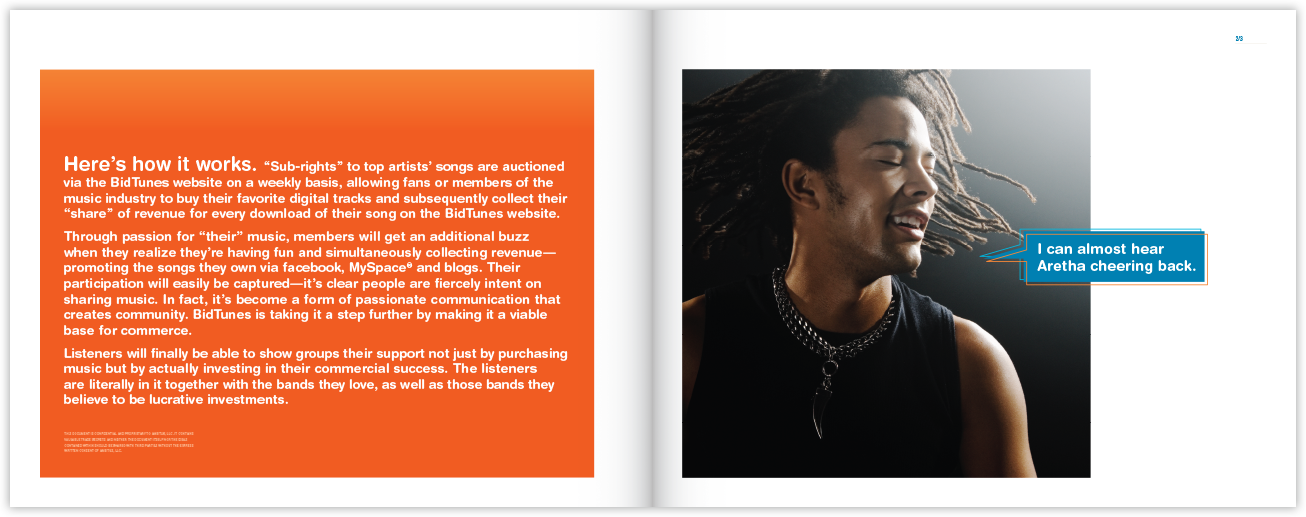 Here’s how it works. “Sub-rights” to top artists’ songs are auctioned
via the BidTunes website on a weekly basis, allowing fans or members of the
music industry to buy their favorite digital tracks and subsequently collect their
“share” of revenue for every download of their song on the BidTunes website.
Through passion for “their” music, members will get an additional buzz
when they realize they’re having fun and simultaneously collecting revenue—
promoting the songs they own via facebook, MySpace® and blogs. Their
participation will easily be captured—it’s clear people are fiercely intent on
sharing music. In fact, it’s become a form of passionate communication that
creates community. BidTunes is taking it a step further by making it a viable
base for commerce.
Listeners will finally be able to show groups their support not just by purchasing
music but by actually investing in their commercial success. The listeners
are literally in it together with the bands they love, as well as those bands they
believe to be lucrative investments.
2/3
I can almost hear
Aretha cheering back.